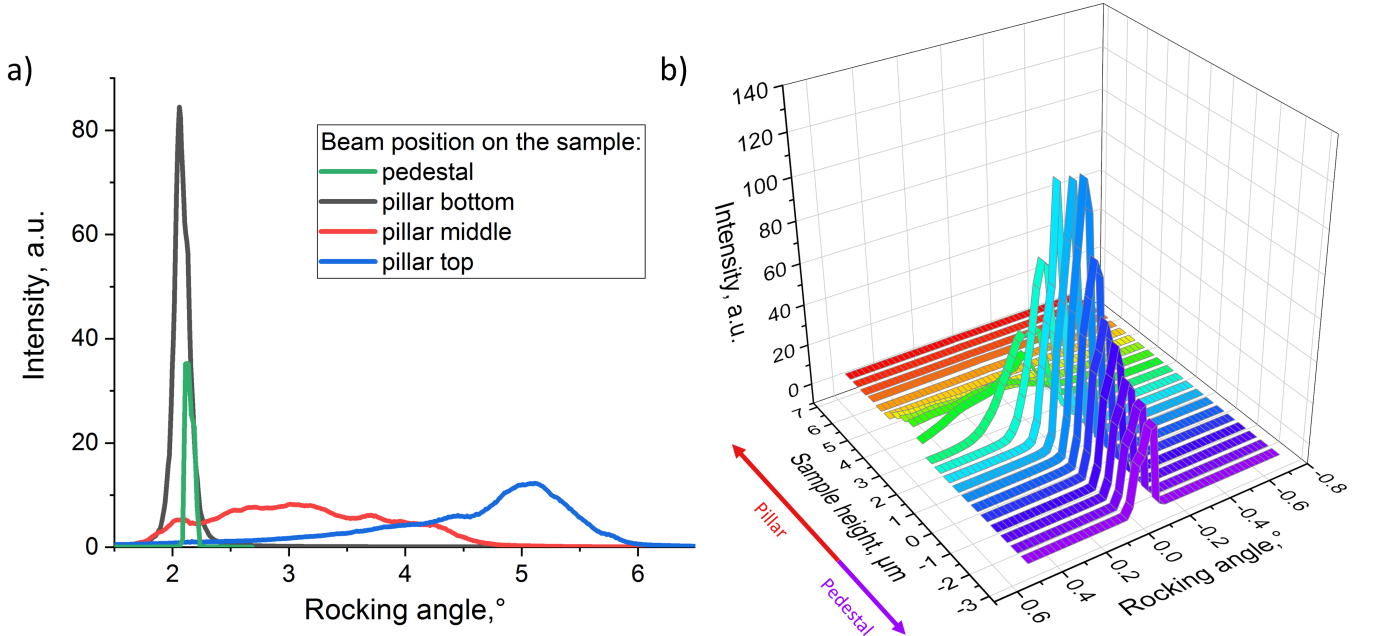 a)
80
60
40
20
0
Intensity, a.u.
Beam position on the sample:
pedestal
pillar bottom
pillar middle
pillar top
2
3
4
5
6
Rocking angle,°
b)
140
120
100
80
60
40
20
0
Intensity, a.u.
7
6
5
4
3
2
1
0
-1
-2
-3
Sample height, µm
0.6
0.4
0.2
0.0
-0.2
-0.4
-0.6
-0.8
Rocking angle,°
Pillar
Pedestal